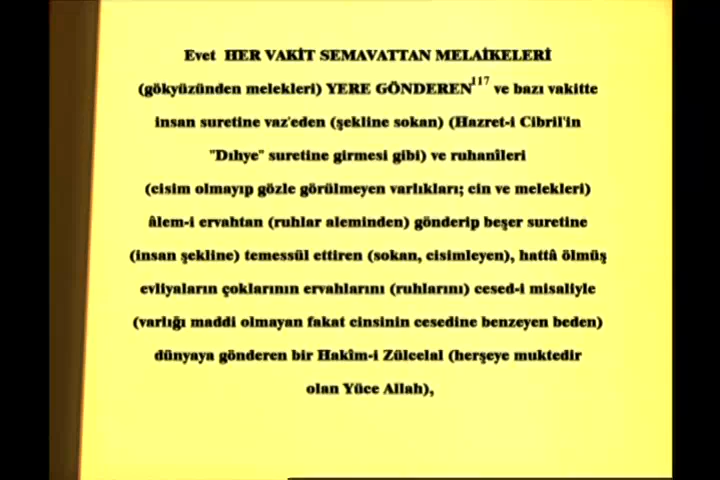 Evet HER VAKİT SEMAVATTAN MELAİKELERİ
(gökyüzünden melekleri) YERE GÖNDEREN117 ve bazı vakitte
insan suretine vaz'eden (şekline sokan) (Hazret-i Cibril'in
"Dıhye" suretine girmesi gibi) ve ruhanîleri
(cisim olmayıp gözle görülmeyen varlıkları; cin ve melekleri)
âlem-i ervahtan (ruhlar aleminden) gönderip beşer suretine
(insan şekline) temessül ettiren (sokan, cisimleyen), hattâ ölmüş
evliyaların çoklarının ervahlarını (ruhlarını) cesed-i misaliyle
(varlığı maddi olmayan fakat cinsinin cesedine benzeyen beden)
dünyaya gönderen bir Hakîm-i Zülcelal (herşeye muktedir
olan Yüce Allah),